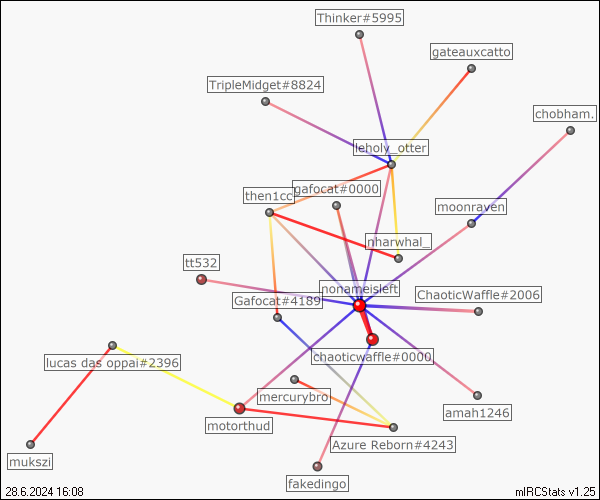 Thinker#5995
gateauxcatto
TripleMidget#8824
chobham.
leholy_otter
gafocat#0000
then1cc
moonraven
nharwhal_
tt532
nonameisleft
ChaoticWaffle#2006
Gafocat#4189
chaoticwaffle#0000
lucas das oppai#2396
mercurybro
amah1246
motorthud
Azure Reborn#4243
mukszi
fakedingo
28.6.2024 16:08
mIRCStats v1.25